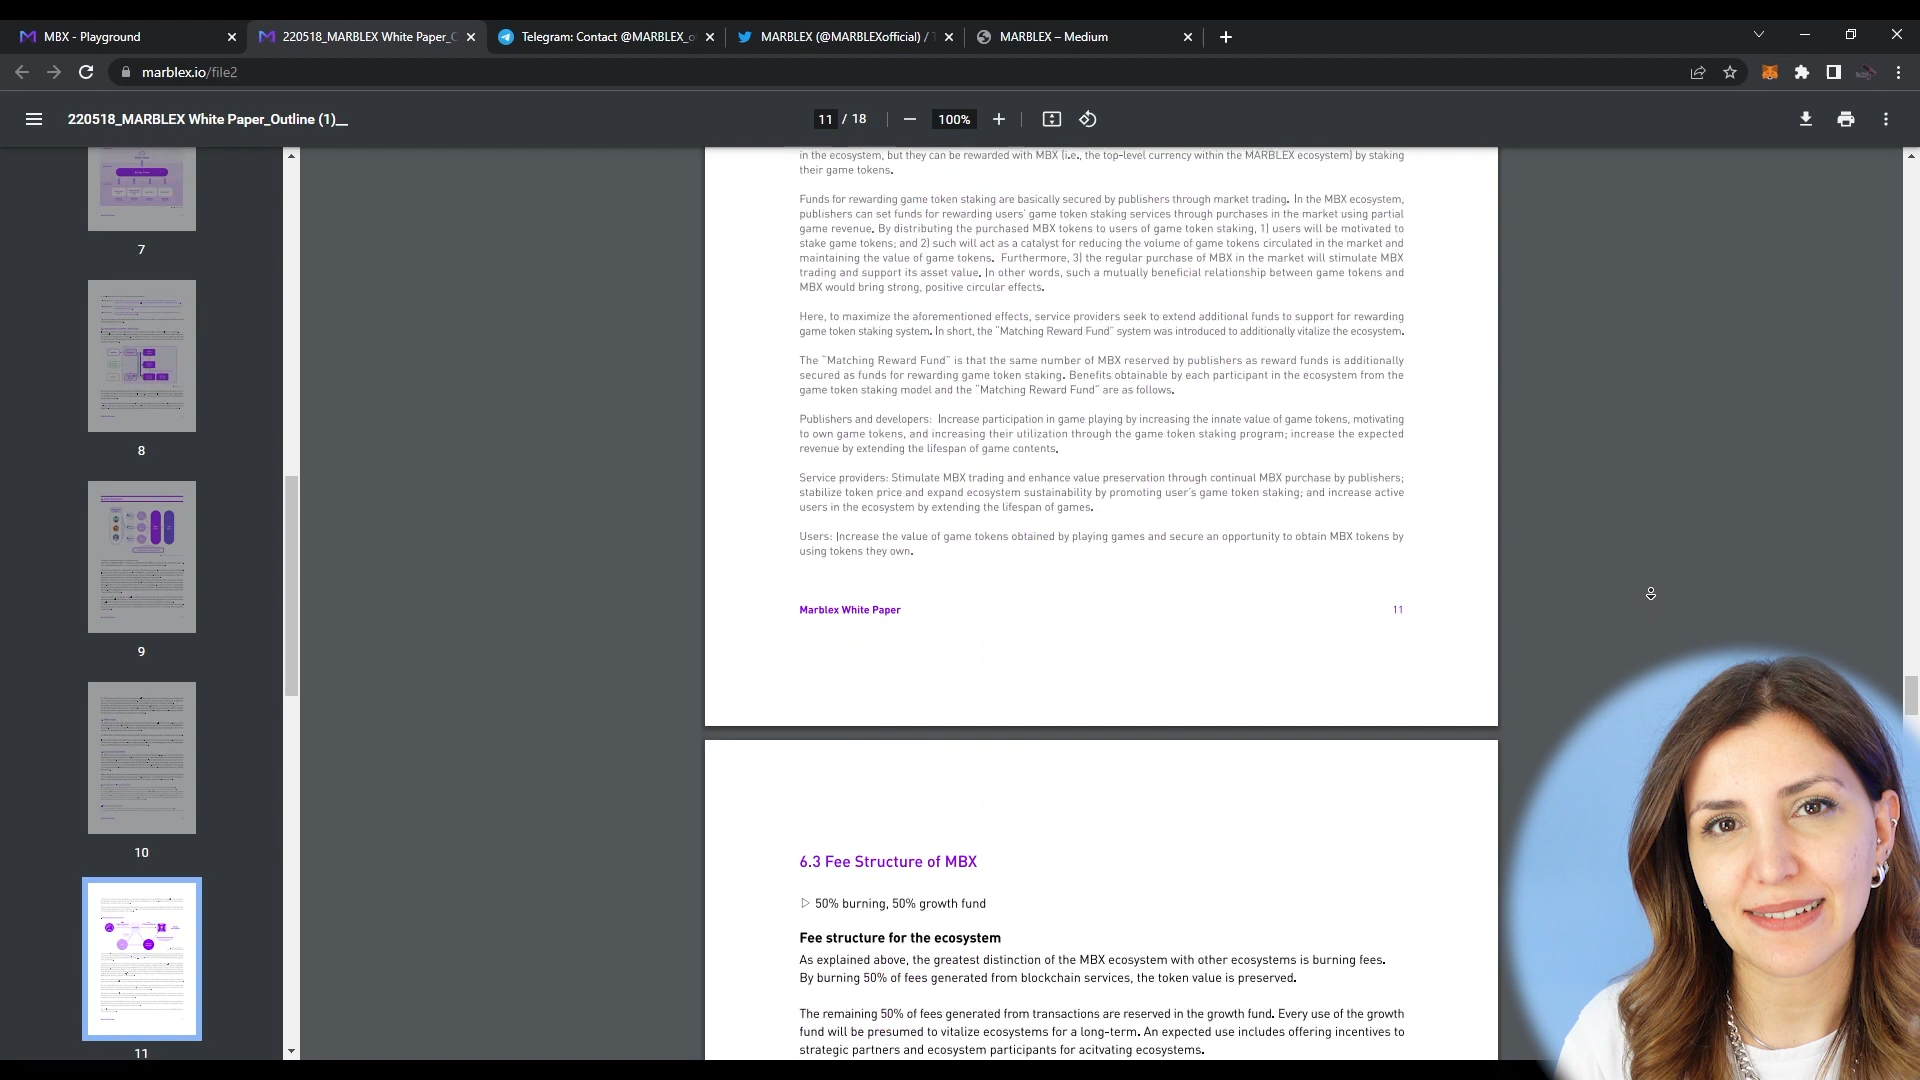 MBX - Playground
220518_MARBLEX White Paper_O
Telegram: Contact @MARBLEX_o
MARBLEX (@MARBLEXofficial) / T
MARBLEX – Medium
marblex.io/file2
220518_MARBLEX White Paper_Outline (1)__
11 / 18
100%
7
8
9
10
11
in the ecosystem, but they can be rewarded with MBX (i.e., the top-level currency within the MARBLEX ecosystem) by staking
their game tokens.
Funds for rewarding game token staking are basically secured by publishers through market trading. In the MBX ecosystem,
publishers can set funds for rewarding users' game token staking services through purchases in the market using partial
game revenue. By distributing the purchased MBX tokens to users of game token staking, 1) users will be motivated to
stake game tokens; and 2) such will act as a catalyst for reducing the volume of game tokens circulated in the market and
maintaining the value of game tokens. Furthermore, 3) the regular purchase of MBX in the market will stimulate MBX
trading and support its asset value. In other words, such a mutually beneficial relationship between game tokens and
MBX would bring strong, positive circular effects.
Here, to maximize the aforementioned effects, service providers seek to extend additional funds to support for rewarding
game token staking system. In short, the "Matching Reward Fund" system was introduced to additionally vitalize the ecosystem.
The "Matching Reward Fund" is that the same number of MBX reserved by publishers as reward funds is additionally
secured as funds for rewarding game token staking. Benefits obtainable by each participant in the ecosystem from the
game token staking model and the "Matching Reward Fund" are as follows.
Publishers and developers: Increase participation in game playing by increasing the innate value of game tokens, motivating
to own game tokens, and increasing their utilization through the game token staking program; increase the expected
revenue by extending the lifespan of game contents.
Service providers: Stimulate MBX trading and enhance value preservation through continual MBX purchase by publishers;
stabilize token price and expand ecosystem sustainability by promoting user's game token staking; and increase active
users in the ecosystem by extending the lifespan of games.
Users: Increase the value of game tokens obtained by playing games and secure an opportunity to obtain MBX tokens by
using tokens they own.
Marblex White Paper 11
6.3 Fee Structure of MBX
▷ 50% burning, 50% growth fund
Fee structure for the ecosystem
As explained above, the greatest distinction of the MBX ecosystem with other ecosystems is burning fees.
By burning 50% of fees generated from blockchain services, the token value is preserved.
The remaining 50% of fees generated from transactions are reserved in the growth fund. Every use of the growth
fund will be presumed to vitalize ecosystems for a long-term. An expected use includes offering incentives to
strategic partners and ecosystem participants for acitvating ecosystems.